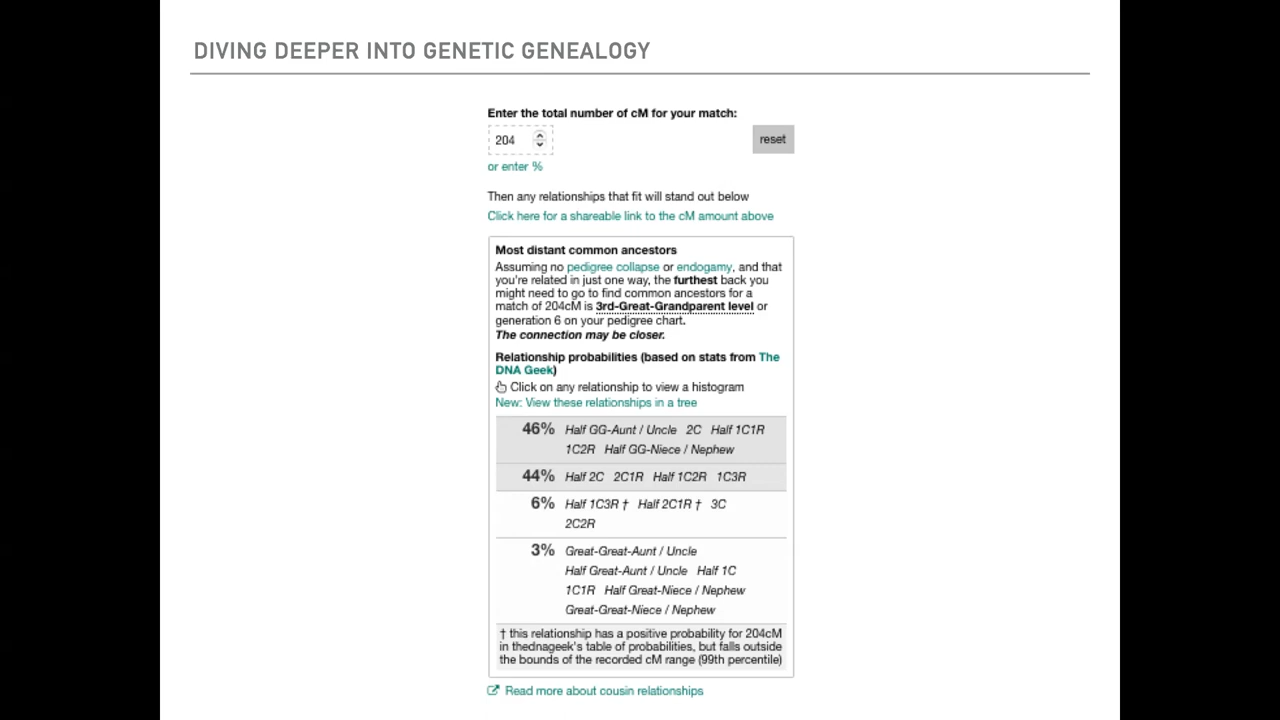 DIVING DEEPER INTO GENETIC GENEALOGY
Enter the total number of cM for your match:
204
reset
or enter %
Then any relationships that fit will stand out below
Click here for a shareable link to the cM amount above
Most distant common ancestors
Assuming no pedigree collapse or endogamy, and that
you're related in just one way, the furthest back you
might need to go to find common ancestors for a
match of 204cM is 3rd-Great-Grandparent level or
generation 6 on your pedigree chart.
The connection may be closer.
Relationship probabilities (based on stats from The
DNA Geek)
Click on any relationship to view a histogram
New: View these relationships in a tree
46% Half GG-Aunt / Uncle 2C Half 1C1R
1C2R Half GG-Niece / Nephew
44% Half 2C 2C1R Half 1C2R 1C3R
6% Half 1C3R † Half 2C1R † 3C
2C2R
3% Great-Great-Aunt / Uncle
Half Great-Aunt / Uncle Half 1C
1C1R Half Great-Niece / Nephew
Great-Great-Niece / Nephew
† this relationship has a positive probability for 204cM
in thednageek's table of probabilities, but falls outside
the bounds of the recorded cM range (99th percentile)
Read more about cousin relationships